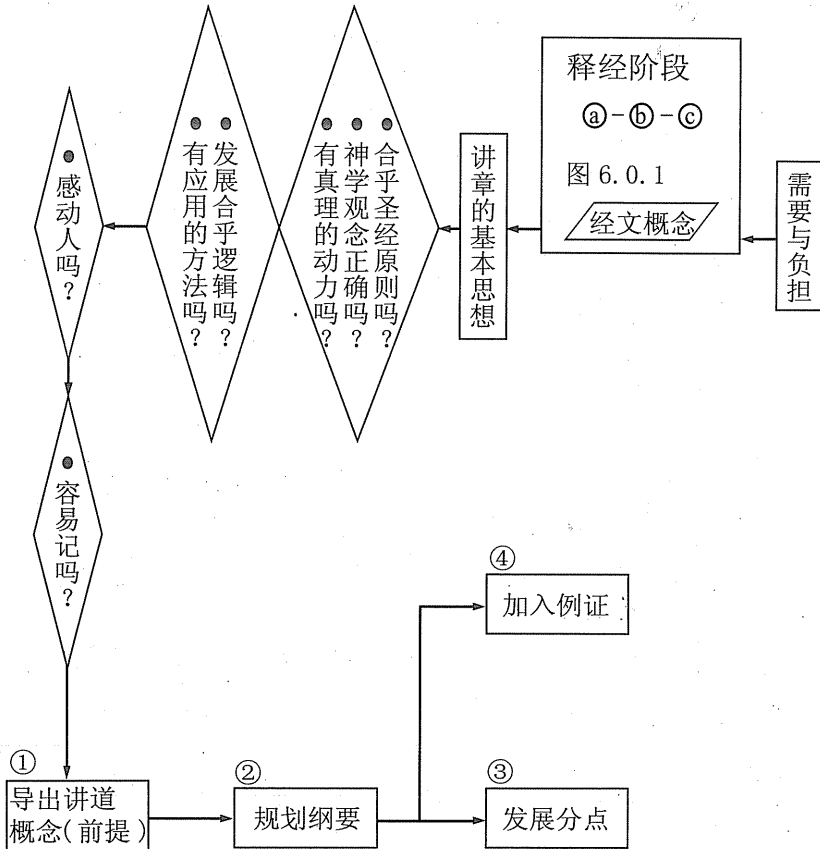 需要与负担
释经阶段
ⓐ-ⓑ-ⓒ
图 6.0.1
经文概念
讲章的基本思想
●合乎圣经原则吗？
●神学观念正确吗？
●有真理的动力吗？
●发展合乎逻辑吗？
●有应用的方法吗？
●感动人吗？
●容易记吗？
①
导出讲道
概念(前提)
②
规划纲要
③
发展分点
④
加入例证